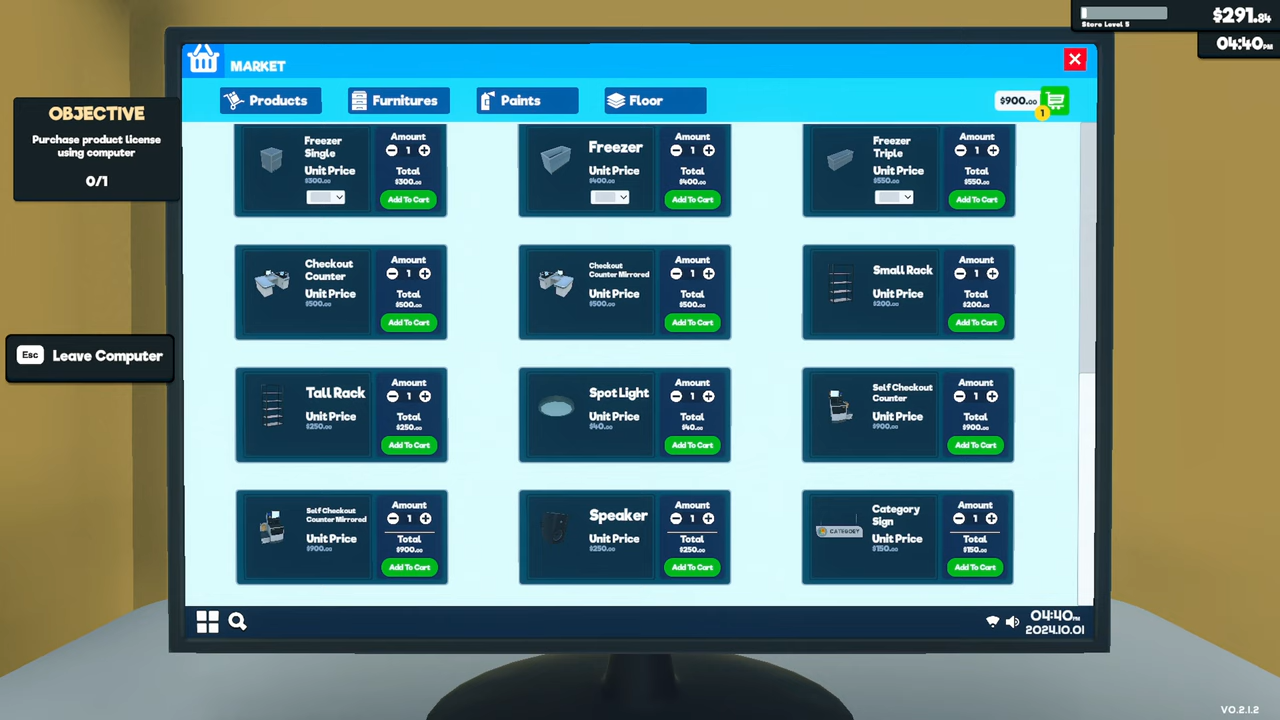 Store Level 5
$291.84
04:40PM
MARKET
OBJECTIVE
Purchase product license
using computer
0/1
Esc Leave Computer
Products
Furnitures
Paints
Floor
$900.00
1
Freezer
Single
Unit Price
$300.00
Amount
1
Total
$300.00
Add To Cart
Freezer
Unit Price
$400.00
Amount
1
Total
$400.00
Add To Cart
Freezer
Triple
Unit Price
$550.00
Amount
1
Total
$550.00
Add To Cart
Checkout
Counter
Unit Price
$500.00
Amount
1
Total
$500.00
Add To Cart
Checkout
Counter Mirrored
Unit Price
$500.00
Amount
1
Total
$500.00
Add To Cart
Small Rack
Unit Price
$200.00
Amount
1
Total
$200.00
Add To Cart
Tall Rack
Unit Price
$250.00
Amount
1
Total
$250.00
Add To Cart
Spot Light
Unit Price
$40.00
Amount
1
Total
$40.00
Add To Cart
Self Checkout
Counter
Unit Price
$900.00
Amount
1
Total
$900.00
Add To Cart
Self Checkout
Counter Mirrored
Unit Price
$900.00
Amount
1
Total
$900.00
Add To Cart
Speaker
Unit Price
$250.00
Amount
1
Total
$250.00
Add To Cart
CATEGORY
Category
Sign
Unit Price
$150.00
Amount
1
Total
$150.00
Add To Cart
04:40PM
2024.10.01
V0.2.1.2